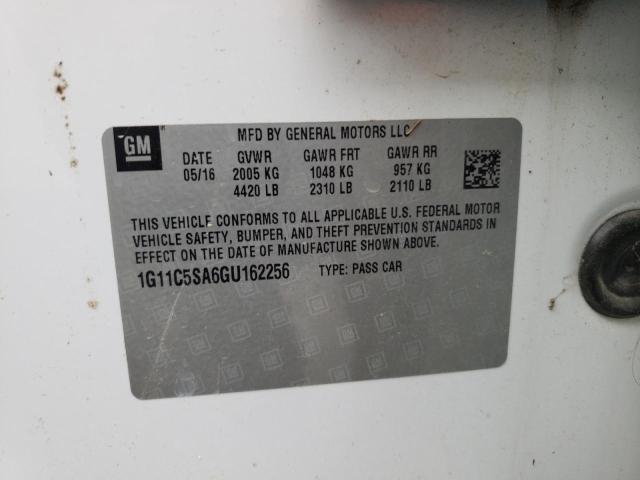 GM
MFD BY GENERAL MOTORS LLC
DATE GVWR GAWR FRT GAWR RR
05/16 2005 KG 1048 KG 957 KG
4420 LB 2310 LB 2110 LB
THIS VEHICLE CONFORMS TO ALL APPLICABLE U.S. FEDERAL MOTOR
VEHICLE SAFETY, BUMPER, AND THEFT PREVENTION STANDARDS IN
EFFECT ON THE DATE OF MANUFACTURE SHOWN ABOVE.
1G11C5SA6GU162256 TYPE: PASS CAR